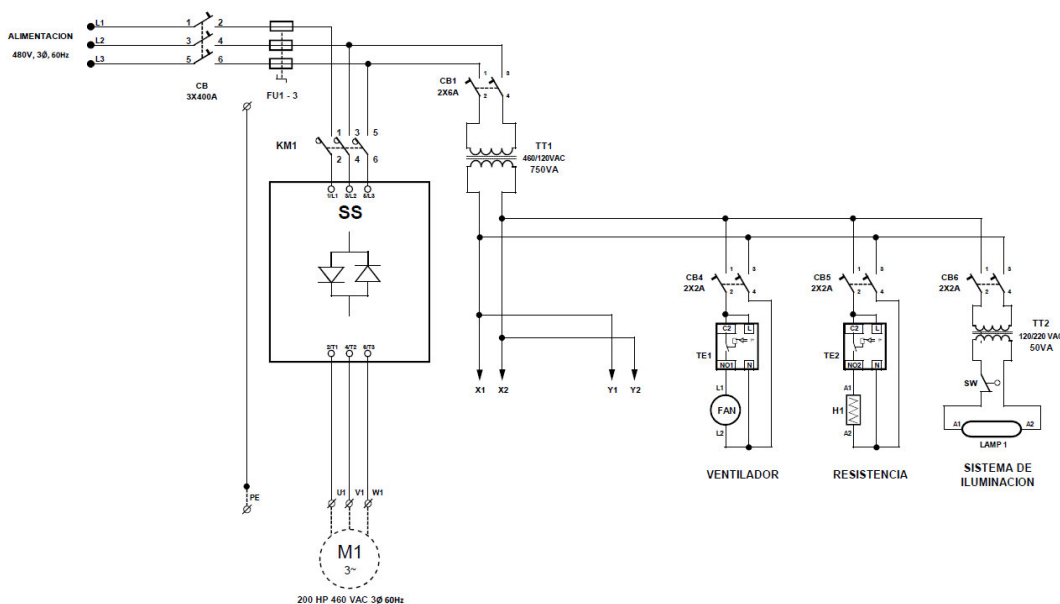 L1
1
2
ALIMENTACION
L2
3
4
480V, 3Ø, 60Hz
L3
5
6
CB
3X400A
FU1 - 3
CB1
2X6A
1
3
2
4
KM1
1
3
5
2
4
6
TT1
460/120VAC
750VA
1/L1
3/L2
5/L3
SS
2/T1
4/T2
6/T3
X1
X2
Y1
Y2
CB4
2X2A
1
3
2
4
C2
L
TE1
NO1
N
L1
FAN
L2
VENTILADOR
CB5
2X2A
1
3
2
4
C2
L
TE2
NO2
N
A1
H1
A2
RESISTENCIA
CB6
2X2A
1
3
2
4
TT2
120/220 VAC
50VA
SW
A1
A2
LAMP 1
SISTEMA DE
ILUMINACION
PE
U1
V1
W1
M1
3~
200 HP 460 VAC 3Ø 60Hz